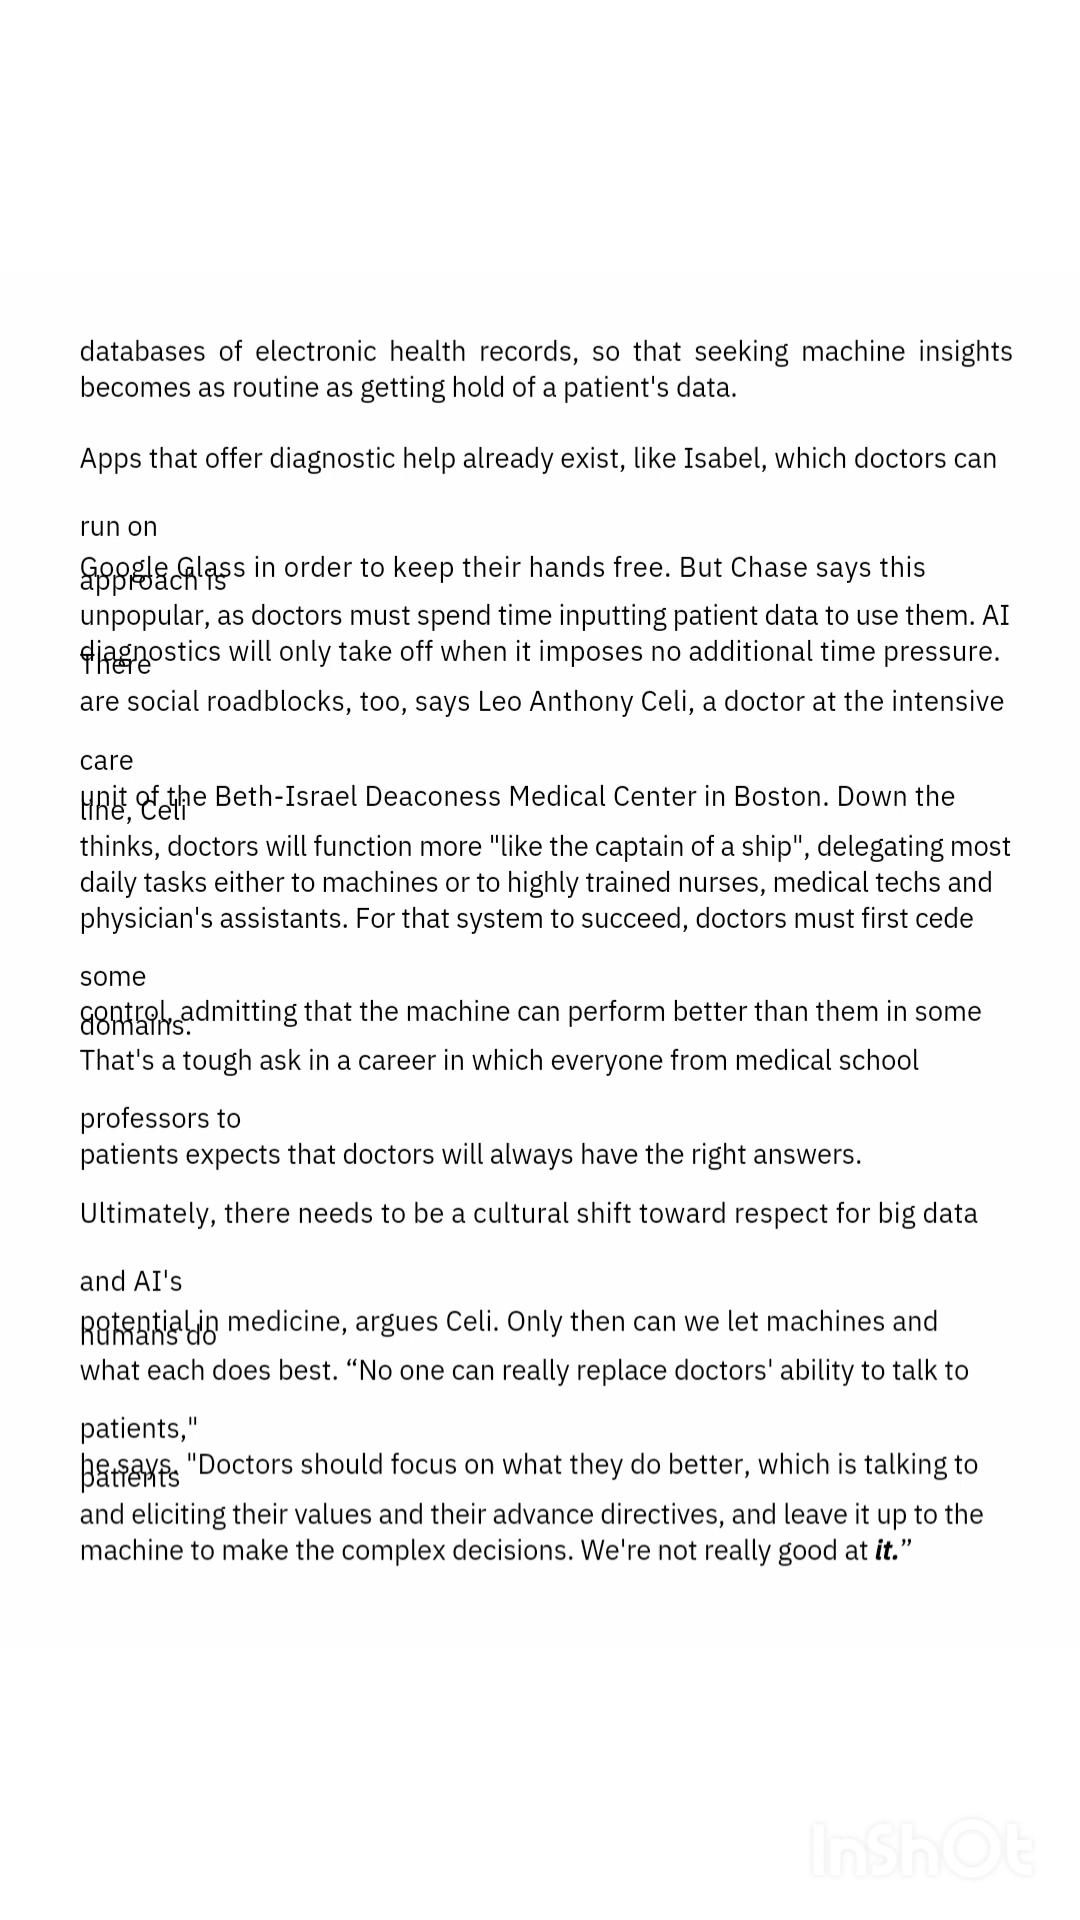 databases of electronic health records, so that seeking machine insights
becomes as routine as getting hold of a patient's data.
Apps that offer diagnostic help already exist, like Isabel, which doctors can
run on
Google Glass in order to keep their hands free. But Chase says this
approach is
unpopular, as doctors must spend time inputting patient data to use them. AI
diagnostics will only take off when it imposes no additional time pressure.
There
are social roadblocks, too, says Leo Anthony Celi, a doctor at the intensive
care
unit of the Beth-Israel Deaconess Medical Center in Boston. Down the
line, Celi
thinks, doctors will function more "like the captain of a ship", delegating most
daily tasks either to machines or to highly trained nurses, medical techs and
physician's assistants. For that system to succeed, doctors must first cede
some
control, admitting that the machine can perform better than them in some
domains.
That's a tough ask in a career in which everyone from medical school
professors to
patients expects that doctors will always have the right answers.
Ultimately, there needs to be a cultural shift toward respect for big data
and AI's
potential in medicine, argues Celi. Only then can we let machines and
humans do
what each does best. “No one can really replace doctors' ability to talk to
patients,"
he says. "Doctors should focus on what they do better, which is talking to
patients
and eliciting their values and their advance directives, and leave it up to the
machine to make the complex decisions. We're not really good at it.”
InShOt